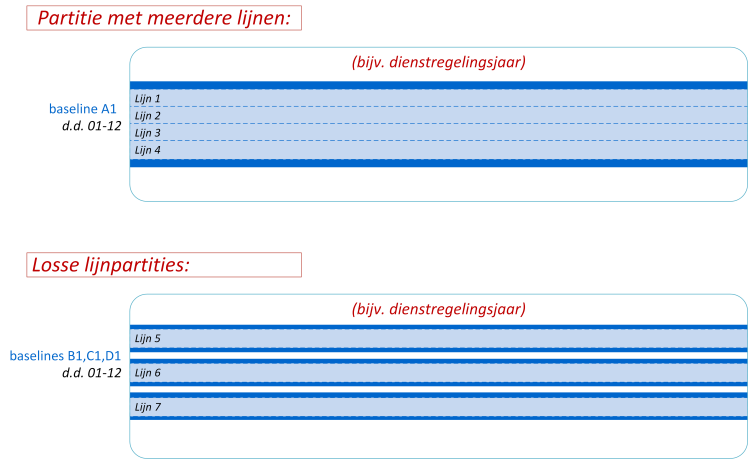 Partitie met meerdere lijnen:
(bijv. dienstregelingsjaar)
baseline A1
d.d. 01-12
Lijn 1
Lijn 2
Lijn 3
Lijn 4
Losse lijnpartities:
(bijv. dienstregelingsjaar)
baselines B1,C1,D1
d.d. 01-12
Lijn 5
Lijn 6
Lijn 7